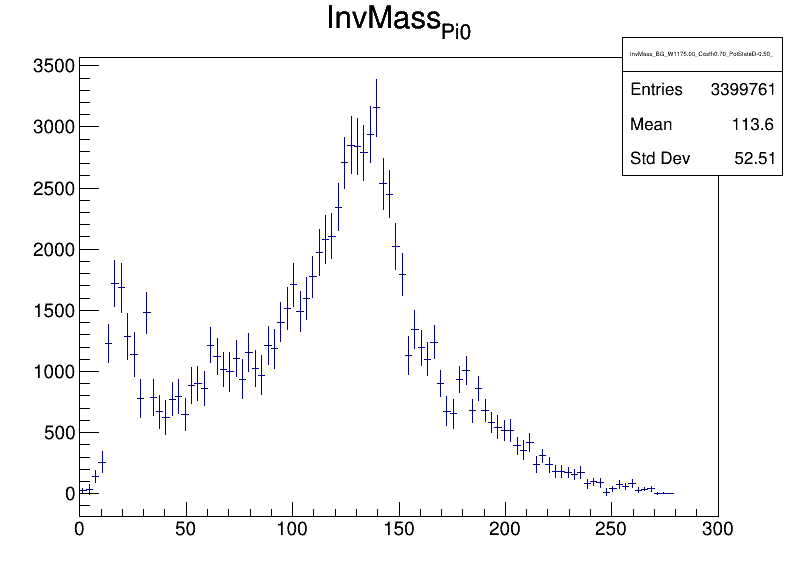 InvMass_Pi0
InvMass_BG_W1175.00_Costh0.70_PolStateD-0.50_
Entries 3399761
Mean 113.6
Std Dev 52.51
3500
3000
2500
2000
1500
1000
500
0
0 50 100 150 200 250 300